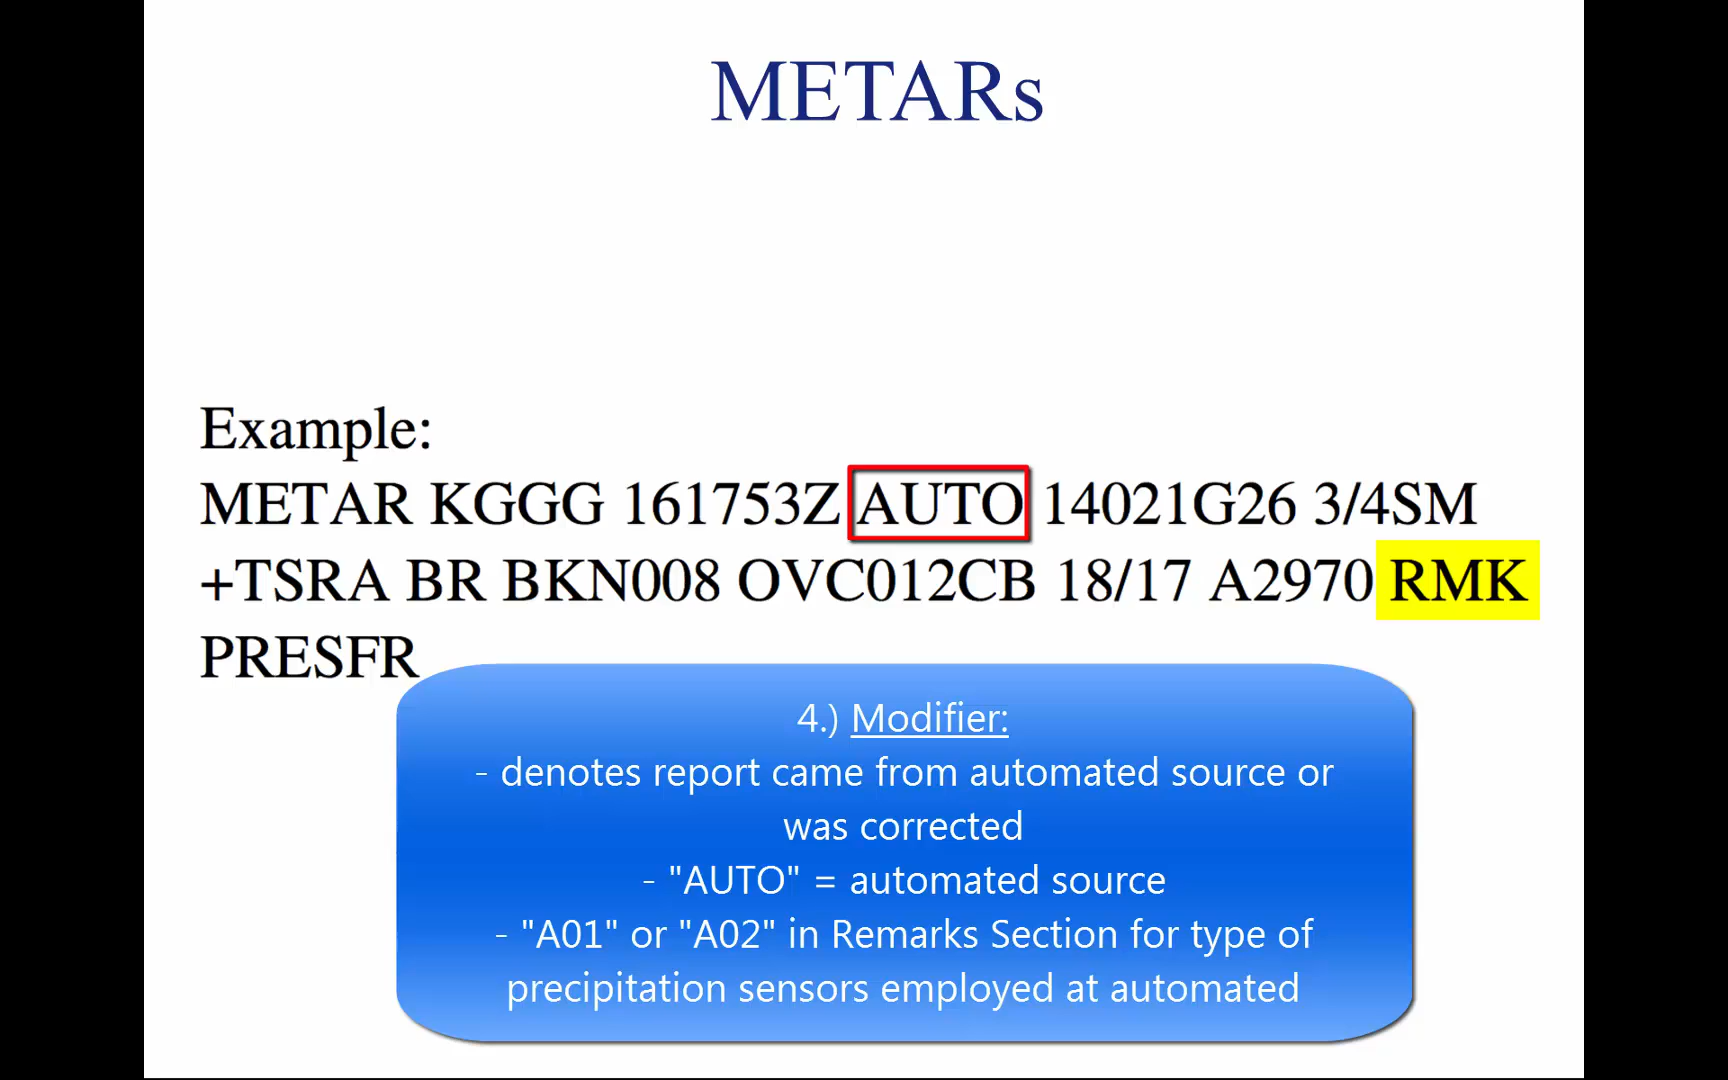 METARs
Example:
METAR KGGG 161753Z AUTO 14021G26 3/4SM
+TSRA BR BKN008 OVC012CB 18/17 A2970 RMK
PRESFR
4.) Modifier:
- denotes report came from automated source or
was corrected
- "AUTO" = automated source
- "A01" or "A02" in Remarks Section for type of
precipitation sensors employed at automated